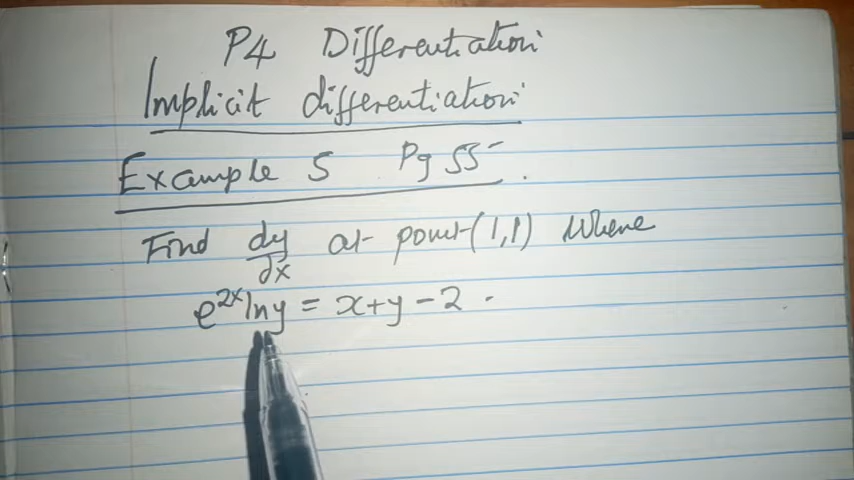 P4 Differentiation
Implicit differentiation
Example 5 Pg 55
Find dy/dx at point (1,1) where
e^2x lny = x+y-2.